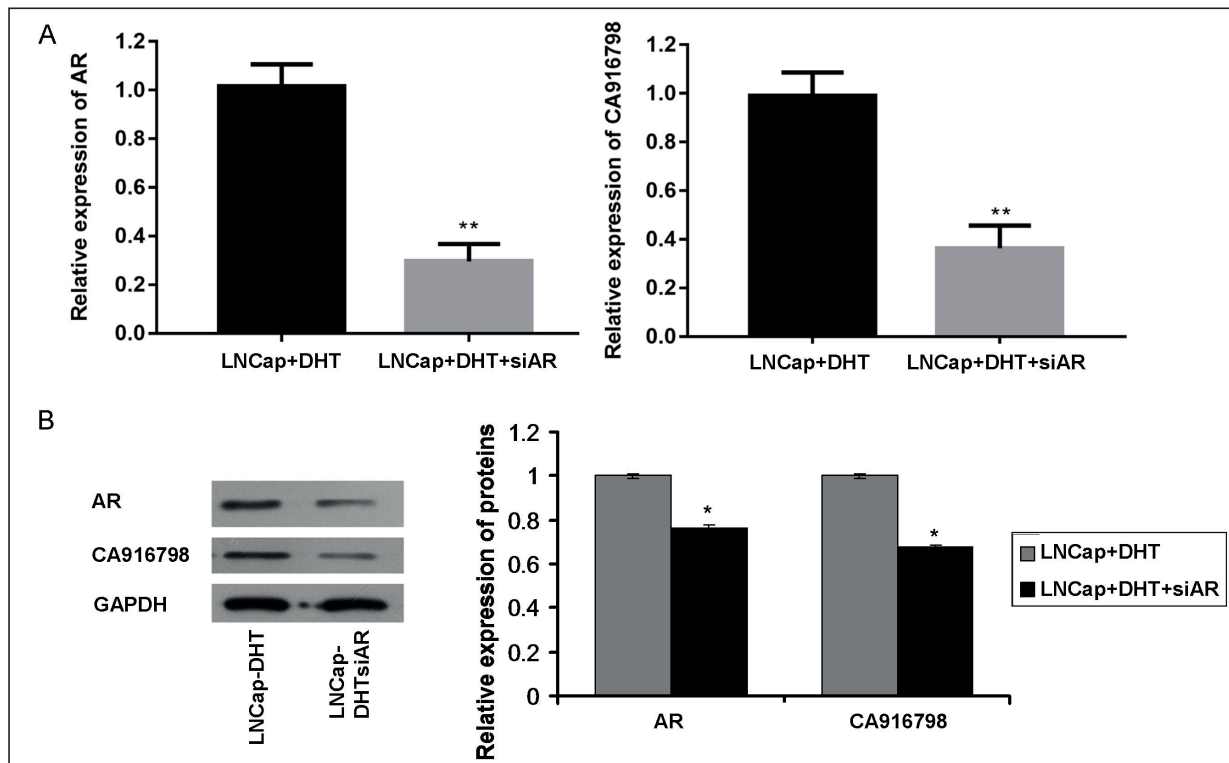 A
Relative expression of AR
1.2
1.0
0.8
0.6
0.4
0.2
0.0
**
LNCap+DHT
LNCap+DHT+siAR
Relative expression of CA916798
1.2
1.0
0.8
0.6
0.4
0.2
0.0
**
LNCap+DHT
LNCap+DHT+siAR
B
AR
CA916798
GAPDH
LNCap-DHT
LNCap-
DHTsiAR
Relative expression of proteins
1.2
1
0.8
0.6
0.4
0.2
0
*
*
AR
CA916798
LNCap+DHT
LNCap+DHT+siAR